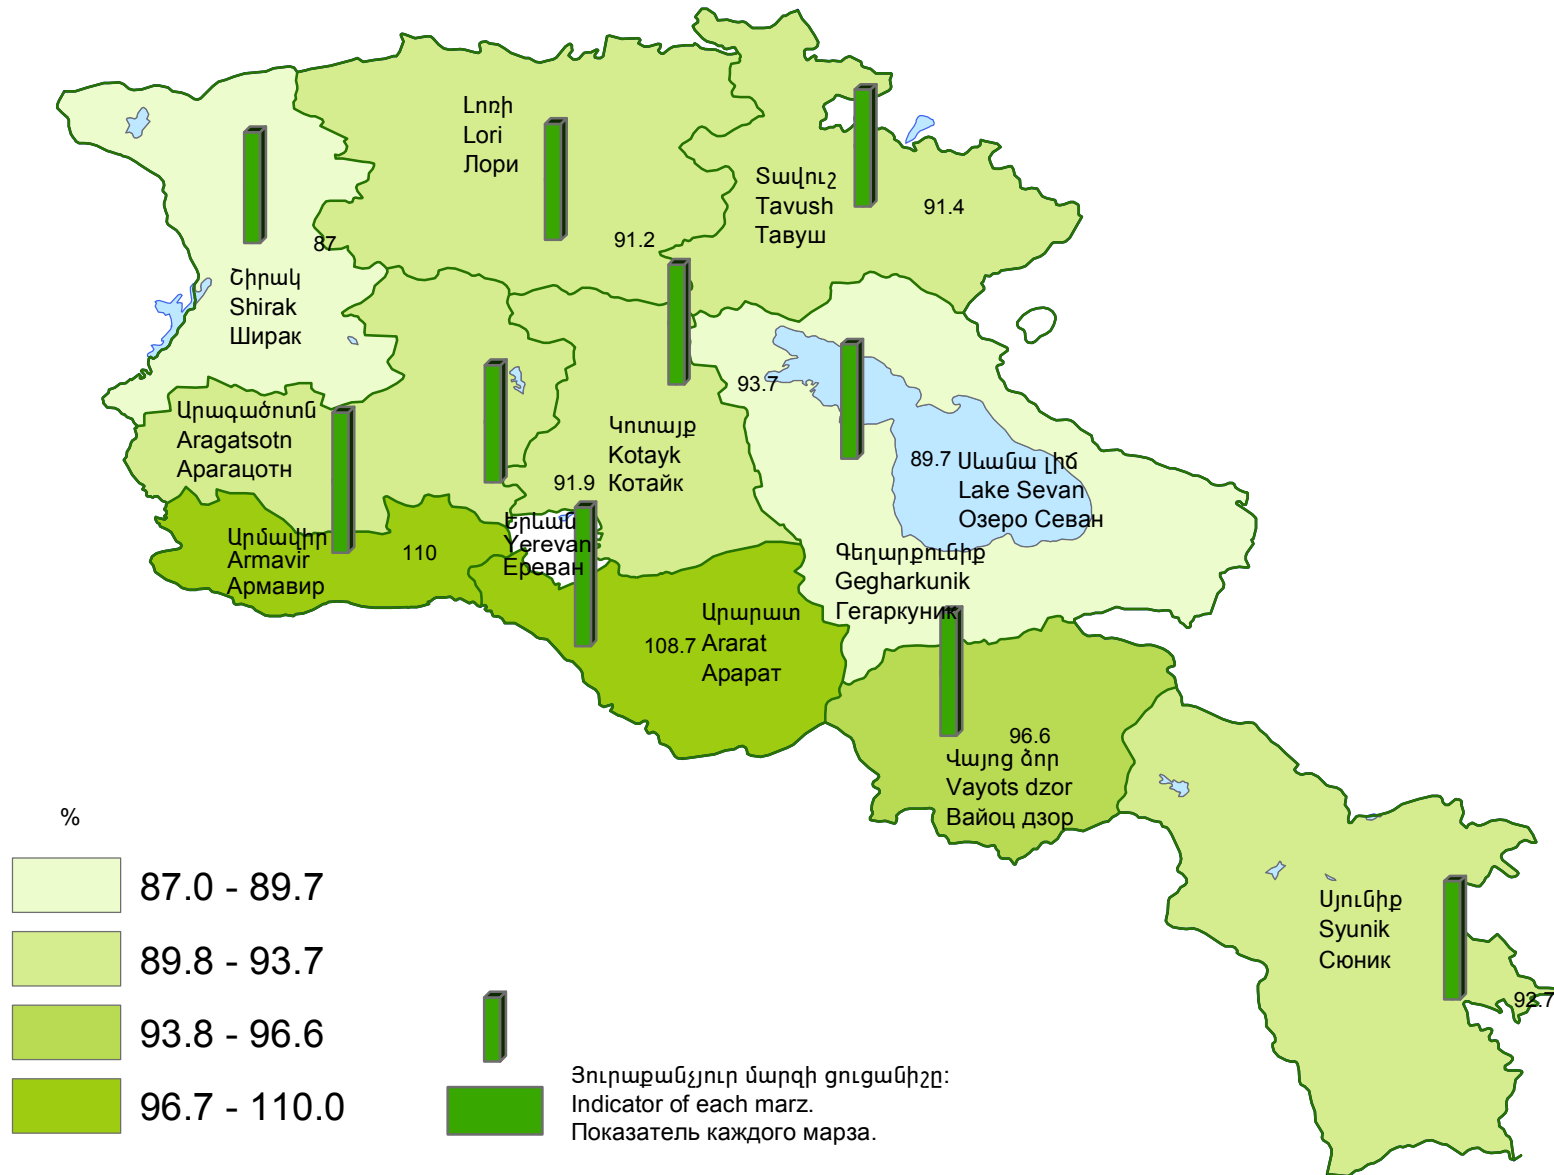 Լոռի
Lori
Лори
Տավուշ
Tavush
Тавуш
91.4
91.2
87
Շիրակ
Shirak
Ширак
93.7
Արագածոտն
Aragatsotn
Арагацотн
Կոտայք
Kotayk
Котайк
91.9
89.7
Սևանա լիճ
Lake Sevan
Озеро Севан
Երևան
Yerevan
Ереван
Արմավիր
Armavir
Армавир
110
Գեղարքունիք
Gegharkunik
Гегаркуник
Արարատ
Ararat
Арарат
108.7
96.6
Վայոց ձոր
Vayots dzor
Вайоц дзор
Սյունիք
Syunik
Сюник
92.7
%
87.0 - 89.7
89.8 - 93.7
93.8 - 96.6
96.7 - 110.0
Յուրաքանչյուր մարզի ցուցանիշը:
Indicator of each marz.
Показатель каждого марза.